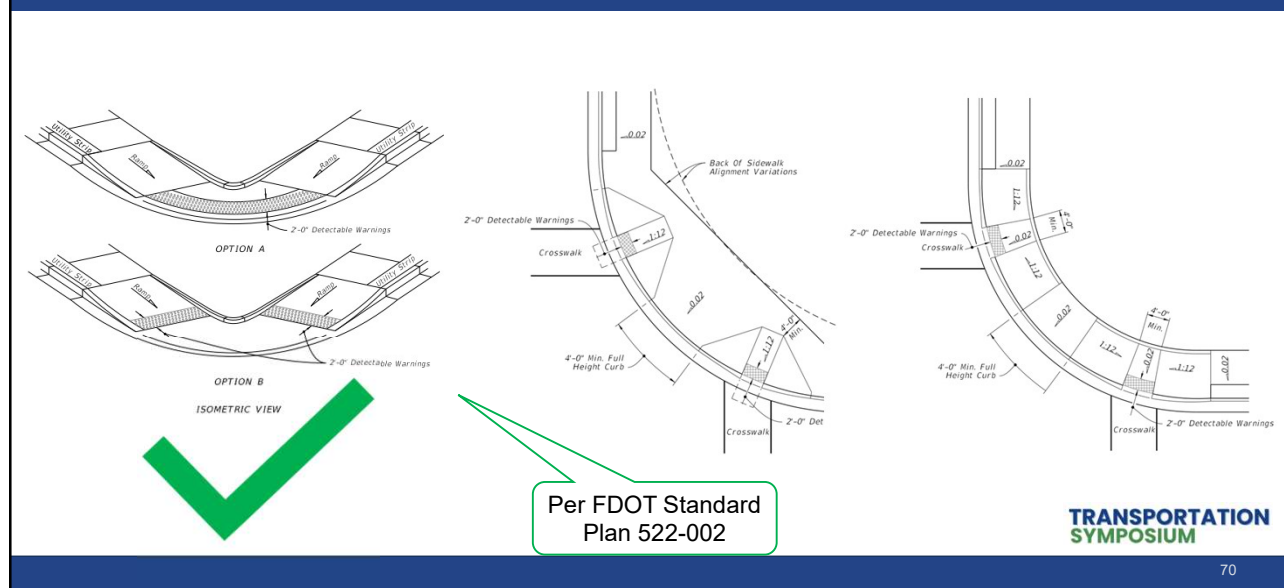 Utility Strip
Ramp
Ramp
Utility Strip
2'-0" Detectable Warnings
OPTION A
Utility Strip
Ramp
Ramp
Utility Strip
2'-0" Detectable Warnings
OPTION B
ISOMETRIC VIEW
0.02
Back Of Sidewalk
Alignment Variations
2'-0" Detectable Warnings
1:12
Crosswalk
0.02
4'-0"
Min.
1:12
4'-0" Min. Full
Height Curb
2'-0" Det
Crosswalk
0.02
1:12
4'-0"
Min.
2'-0" Detectable Warnings
Crosswalk
0.02
1:12
0.02
4'-0"
Min.
1:12
0.02
1:12
0.02
4'-0" Min. Full
Height Curb
Crosswalk
2'-0" Detectable Warnings
Per FDOT Standard
Plan 522-002
TRANSPORTATION
SYMPOSIUM
70